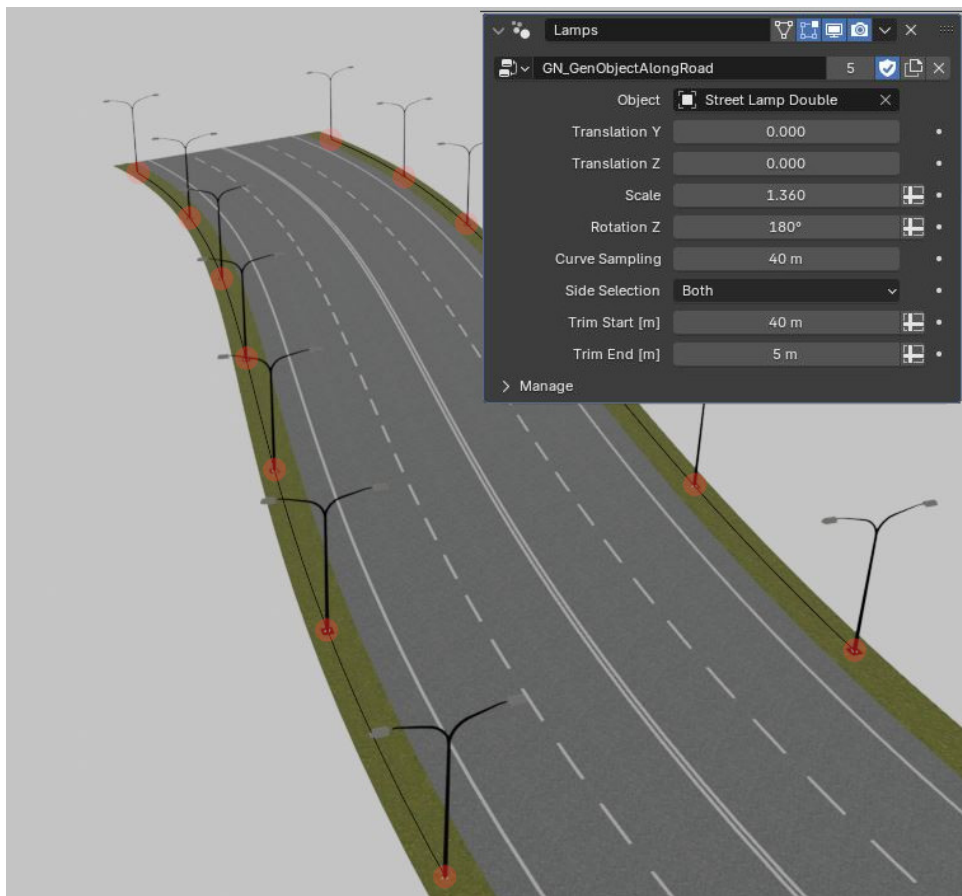 Lamps
GN_GenObjectAlongRoad 5
Object Street Lamp Double
Translation Y 0.000
Translation Z 0.000
Scale 1.360
Rotation Z 180°
Curve Sampling 40 m
Side Selection Both
Trim Start [m] 40 m
Trim End [m] 5 m
Manage